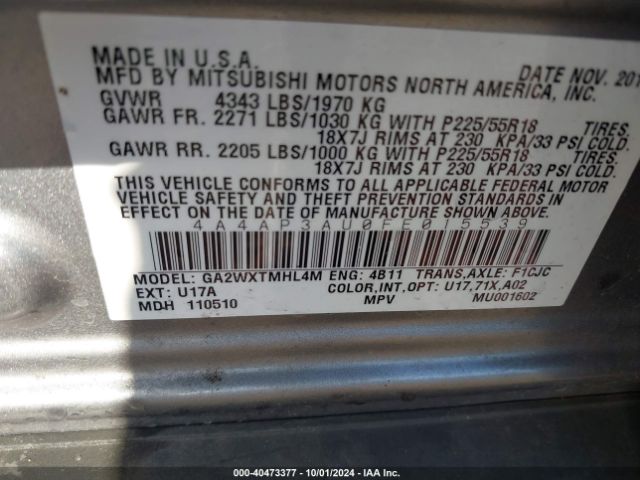 MADE IN U.S.A. DATE NOV. 201
MFD BY MITSUBISHI MOTORS NORTH AMERICA, INC.
GVWR 4343 LBS/1970 KG
GAWR FR. 2271 LBS/1030 KG WITH P225/55R18 TIRES,
18X7J RIMS AT 230 KPA/33 PSI COLD.
GAWR RR. 2205 LBS/1000 KG WITH P225/55R18 TIRES,
18X7J RIMS AT 230 KPA/33 PSI COLD.
THIS VEHICLE CONFORMS TO ALL APPLICABLE FEDERAL MOTOR
VEHICLE SAFETY AND THEFT PREVENTION STANDARDS IN
EFFECT ON THE DATE OF MANUFACTURE SHOWN ABOVE.
4A4AP3AU0FE015539
MODEL: GA2WXTMHL4M ENG: 4B11 TRANS,AXLE: F1CJC
EXT: U17A COLOR,INT,OPT: U17,71X,A02
MDH 110510 MPV MU001602
00 - 40473377 - 10/01/2024 - IAA Inc.